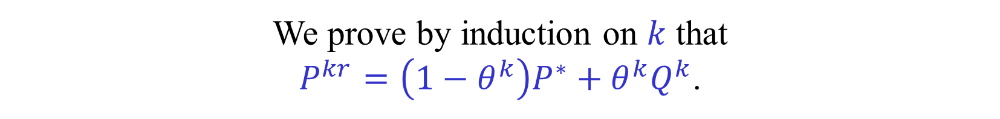 We prove by induction on k that
P^{kr} = (1 − θ^k)P^* + θ^k Q^k.